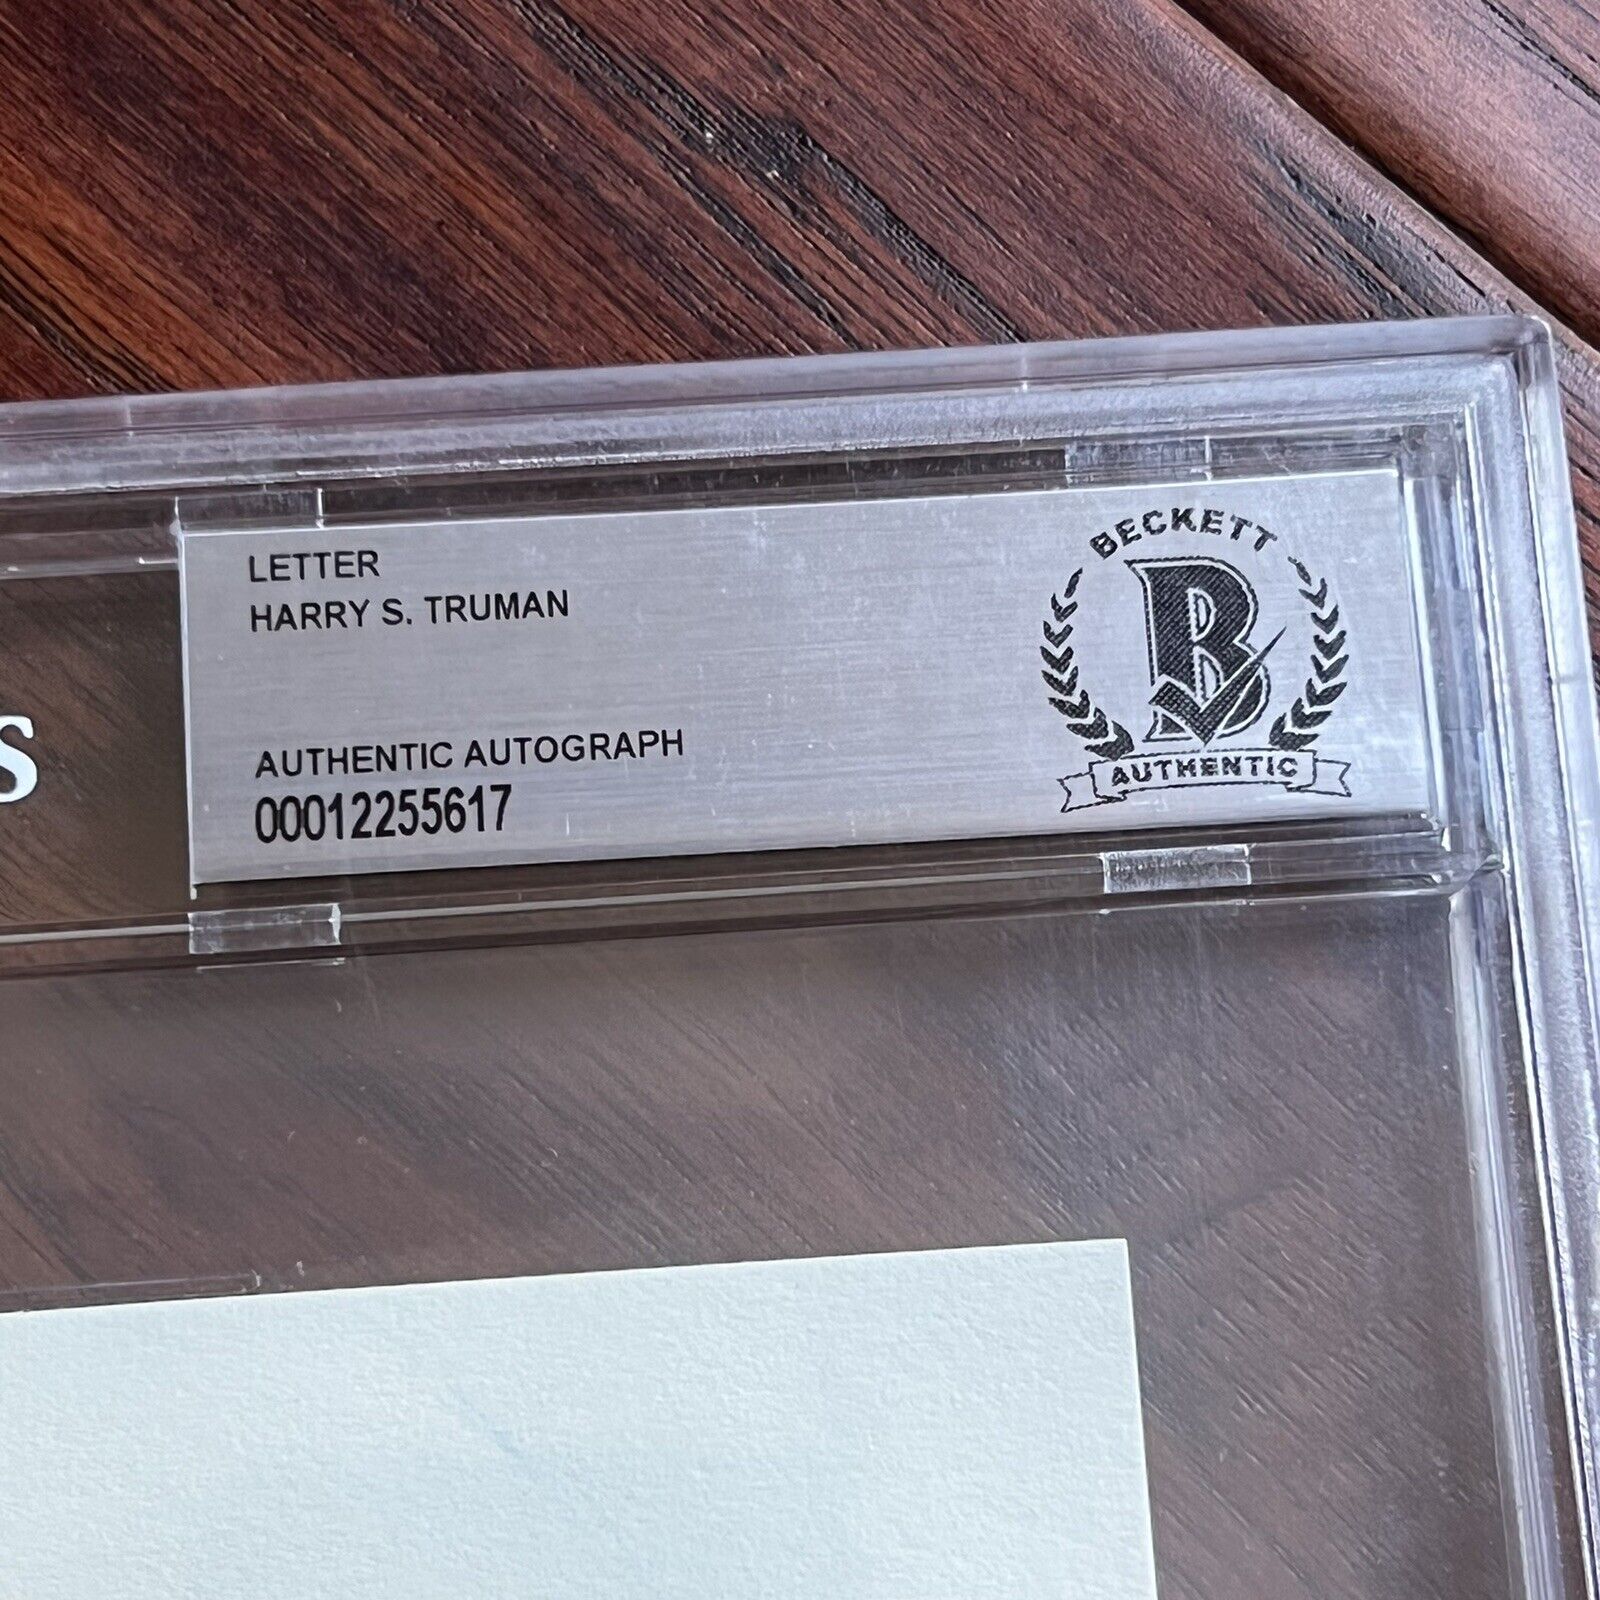 LETTER
HARRY S. TRUMAN
AUTHENTIC AUTOGRAPH
00012255617
BECKETT
B
AUTHENTIC
S